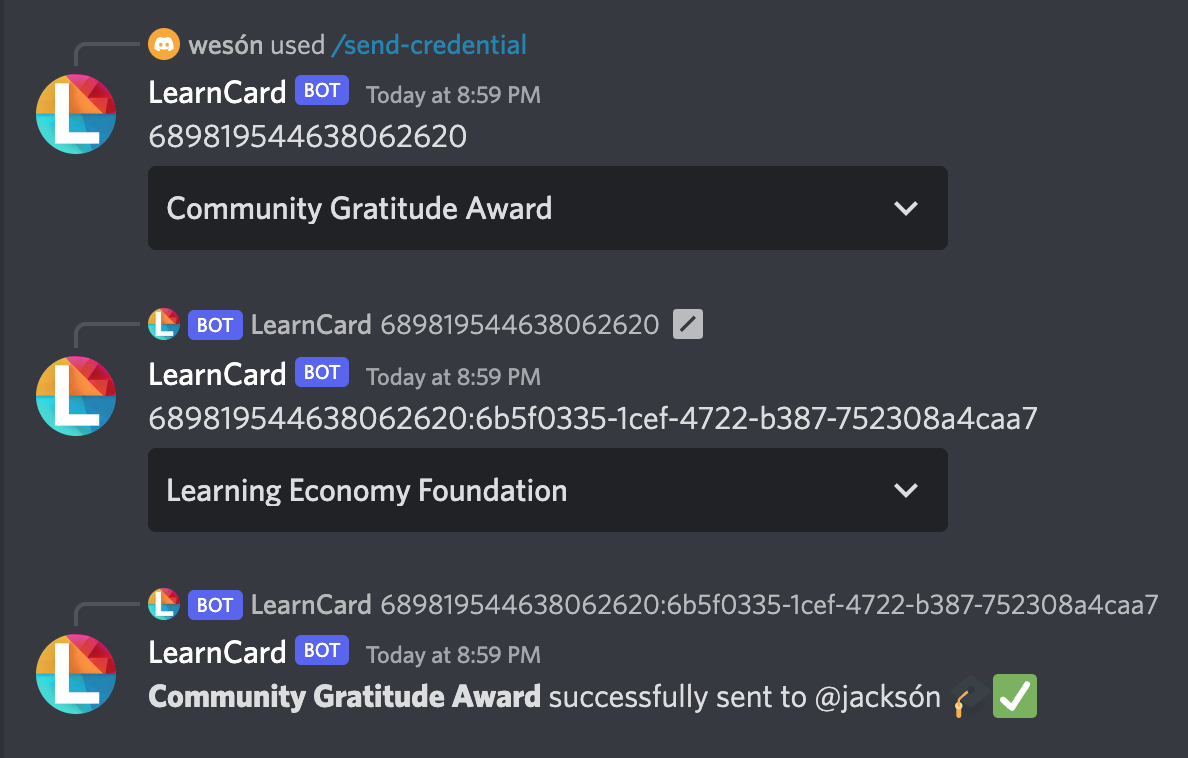 wesón used /send-credential
LearnCard BOT Today at 8:59 PM
689819544638062620
Community Gratitude Award
BOT LearnCard 689819544638062620
LearnCard BOT Today at 8:59 PM
689819544638062620:6b5f0335-1cef-4722-b387-752308a4caa7
Learning Economy Foundation
BOT LearnCard 689819544638062620:6b5f0335-1cef-4722-b387-752308a4caa7
LearnCard BOT Today at 8:59 PM
Community Gratitude Award successfully sent to @jacksón 🎓✅